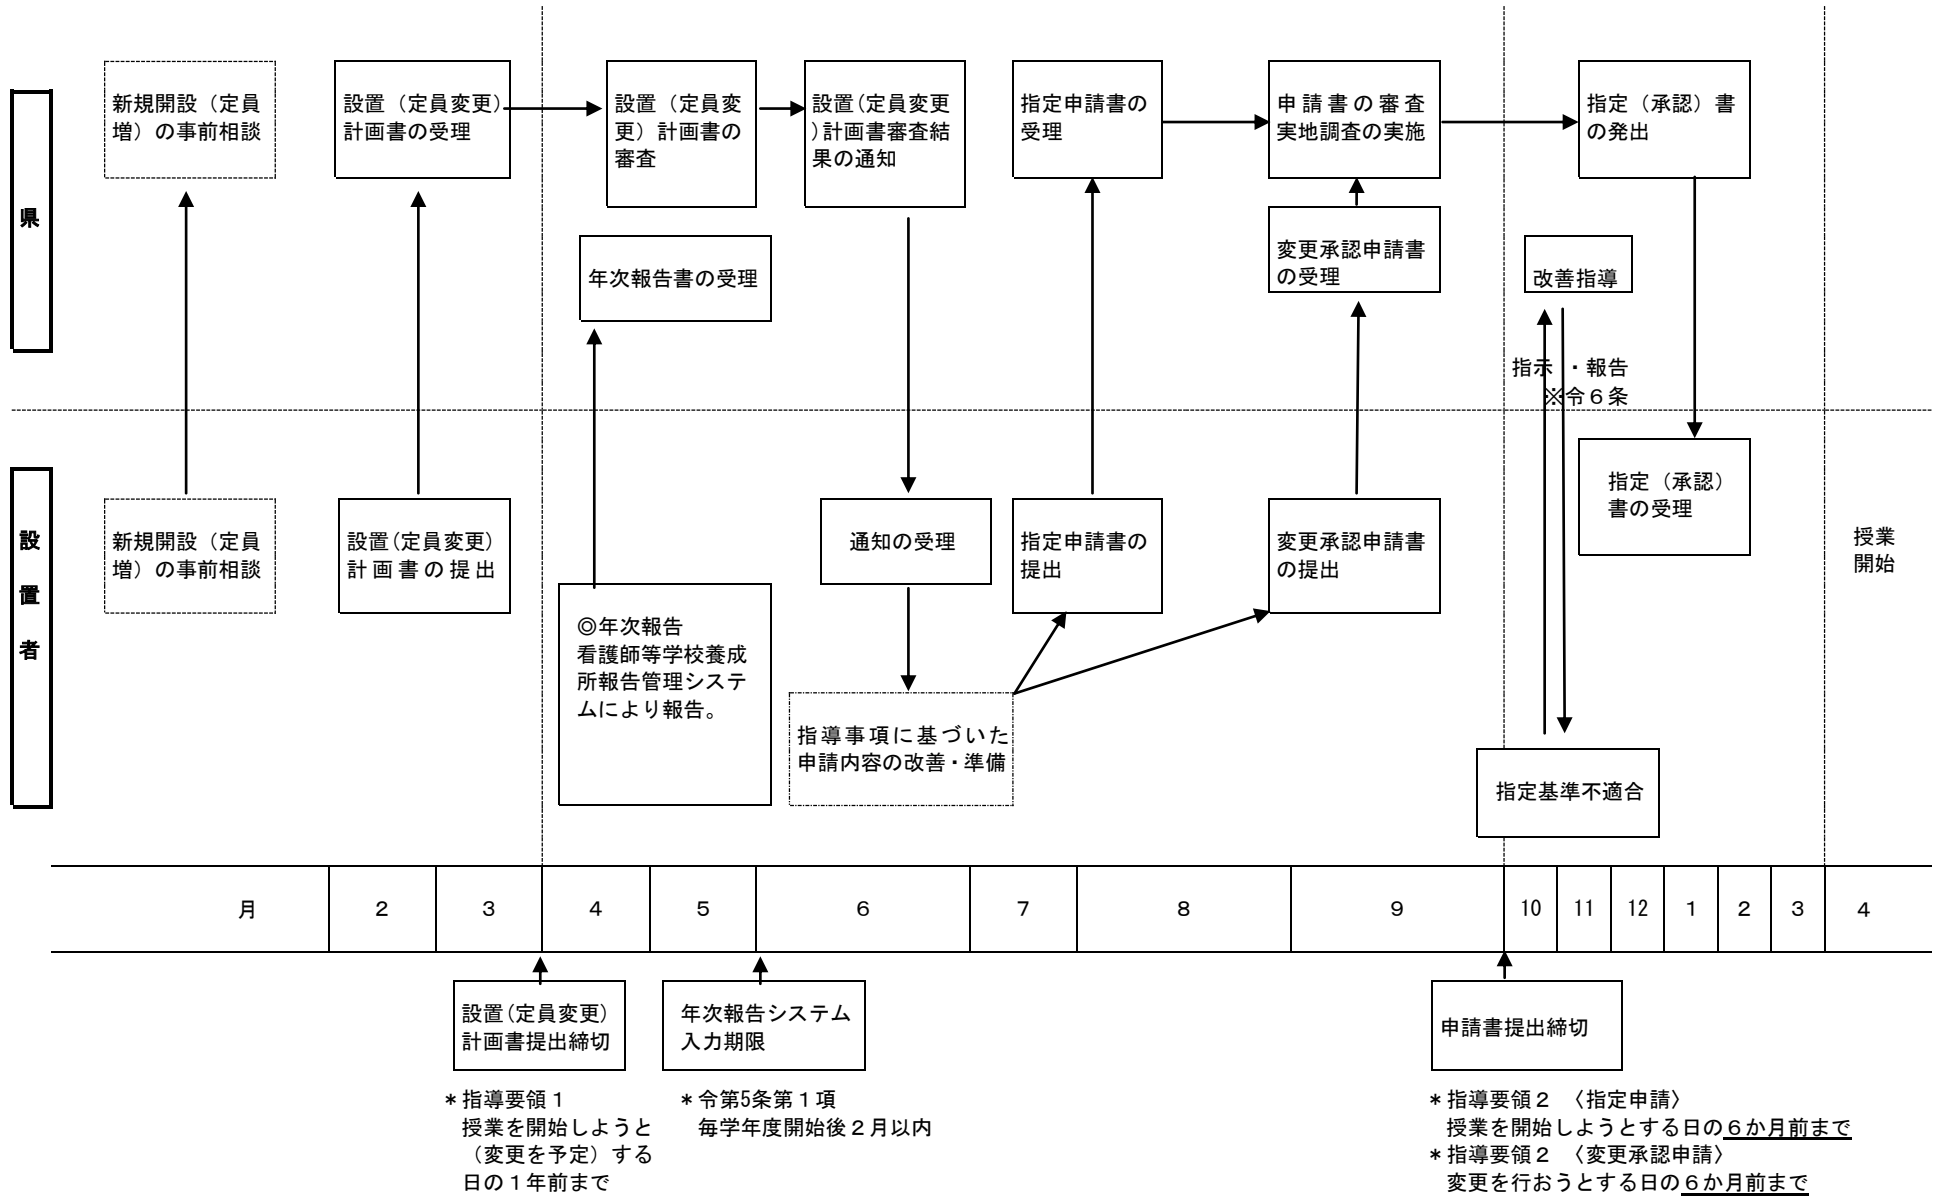 県
新規開設（定員
増）の事前相談
設置（定員変更）
計画書の受理
設置（定員変
更）計画書の
審査
設置(定員変更
)計画書審査結
果の通知
指定申請書の
受理
申請書の審査
実地調査の実施
指定（承認）書
の発出
年次報告書の受理
変更承認申請書
の受理
改善指導
指示 ・報告
※令６条
設
置
者
新規開設（定員
増）の事前相談
設置(定員変更)
計画書の提出
◎年次報告
看護師等学校養成
所報告管理システ
ムにより報告。
通知の受理
指導事項に基づいた
申請内容の改善・準備
指定申請書の
提出
変更承認申請書
の提出
指定（承認）
書の受理
指定基準不適合
授業
開始
月 ２ ３ ４ ５ ６ ７ ８ ９ 10 11 12 １ ２ ３ ４
設置(定員変更)
計画書提出締切
＊指導要領１
授業を開始しようと
（変更を予定）する
日の１年前まで
年次報告システム
入力期限
＊令第5条第１項
毎学年度開始後２月以内
申請書提出締切
＊指導要領２ 〈指定申請〉
授業を開始しようとする日の６か月前まで
＊指導要領２ 〈変更承認申請〉
変更を行おうとする日の６か月前まで